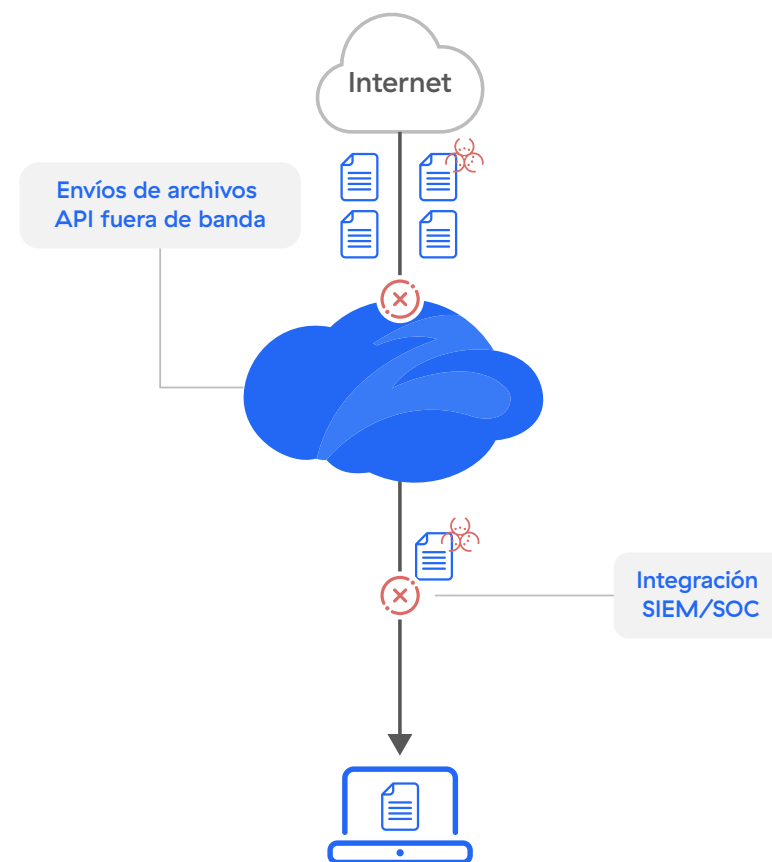 Internet
Envíos de archivos
API fuera de banda
Integración
SIEM/SOC